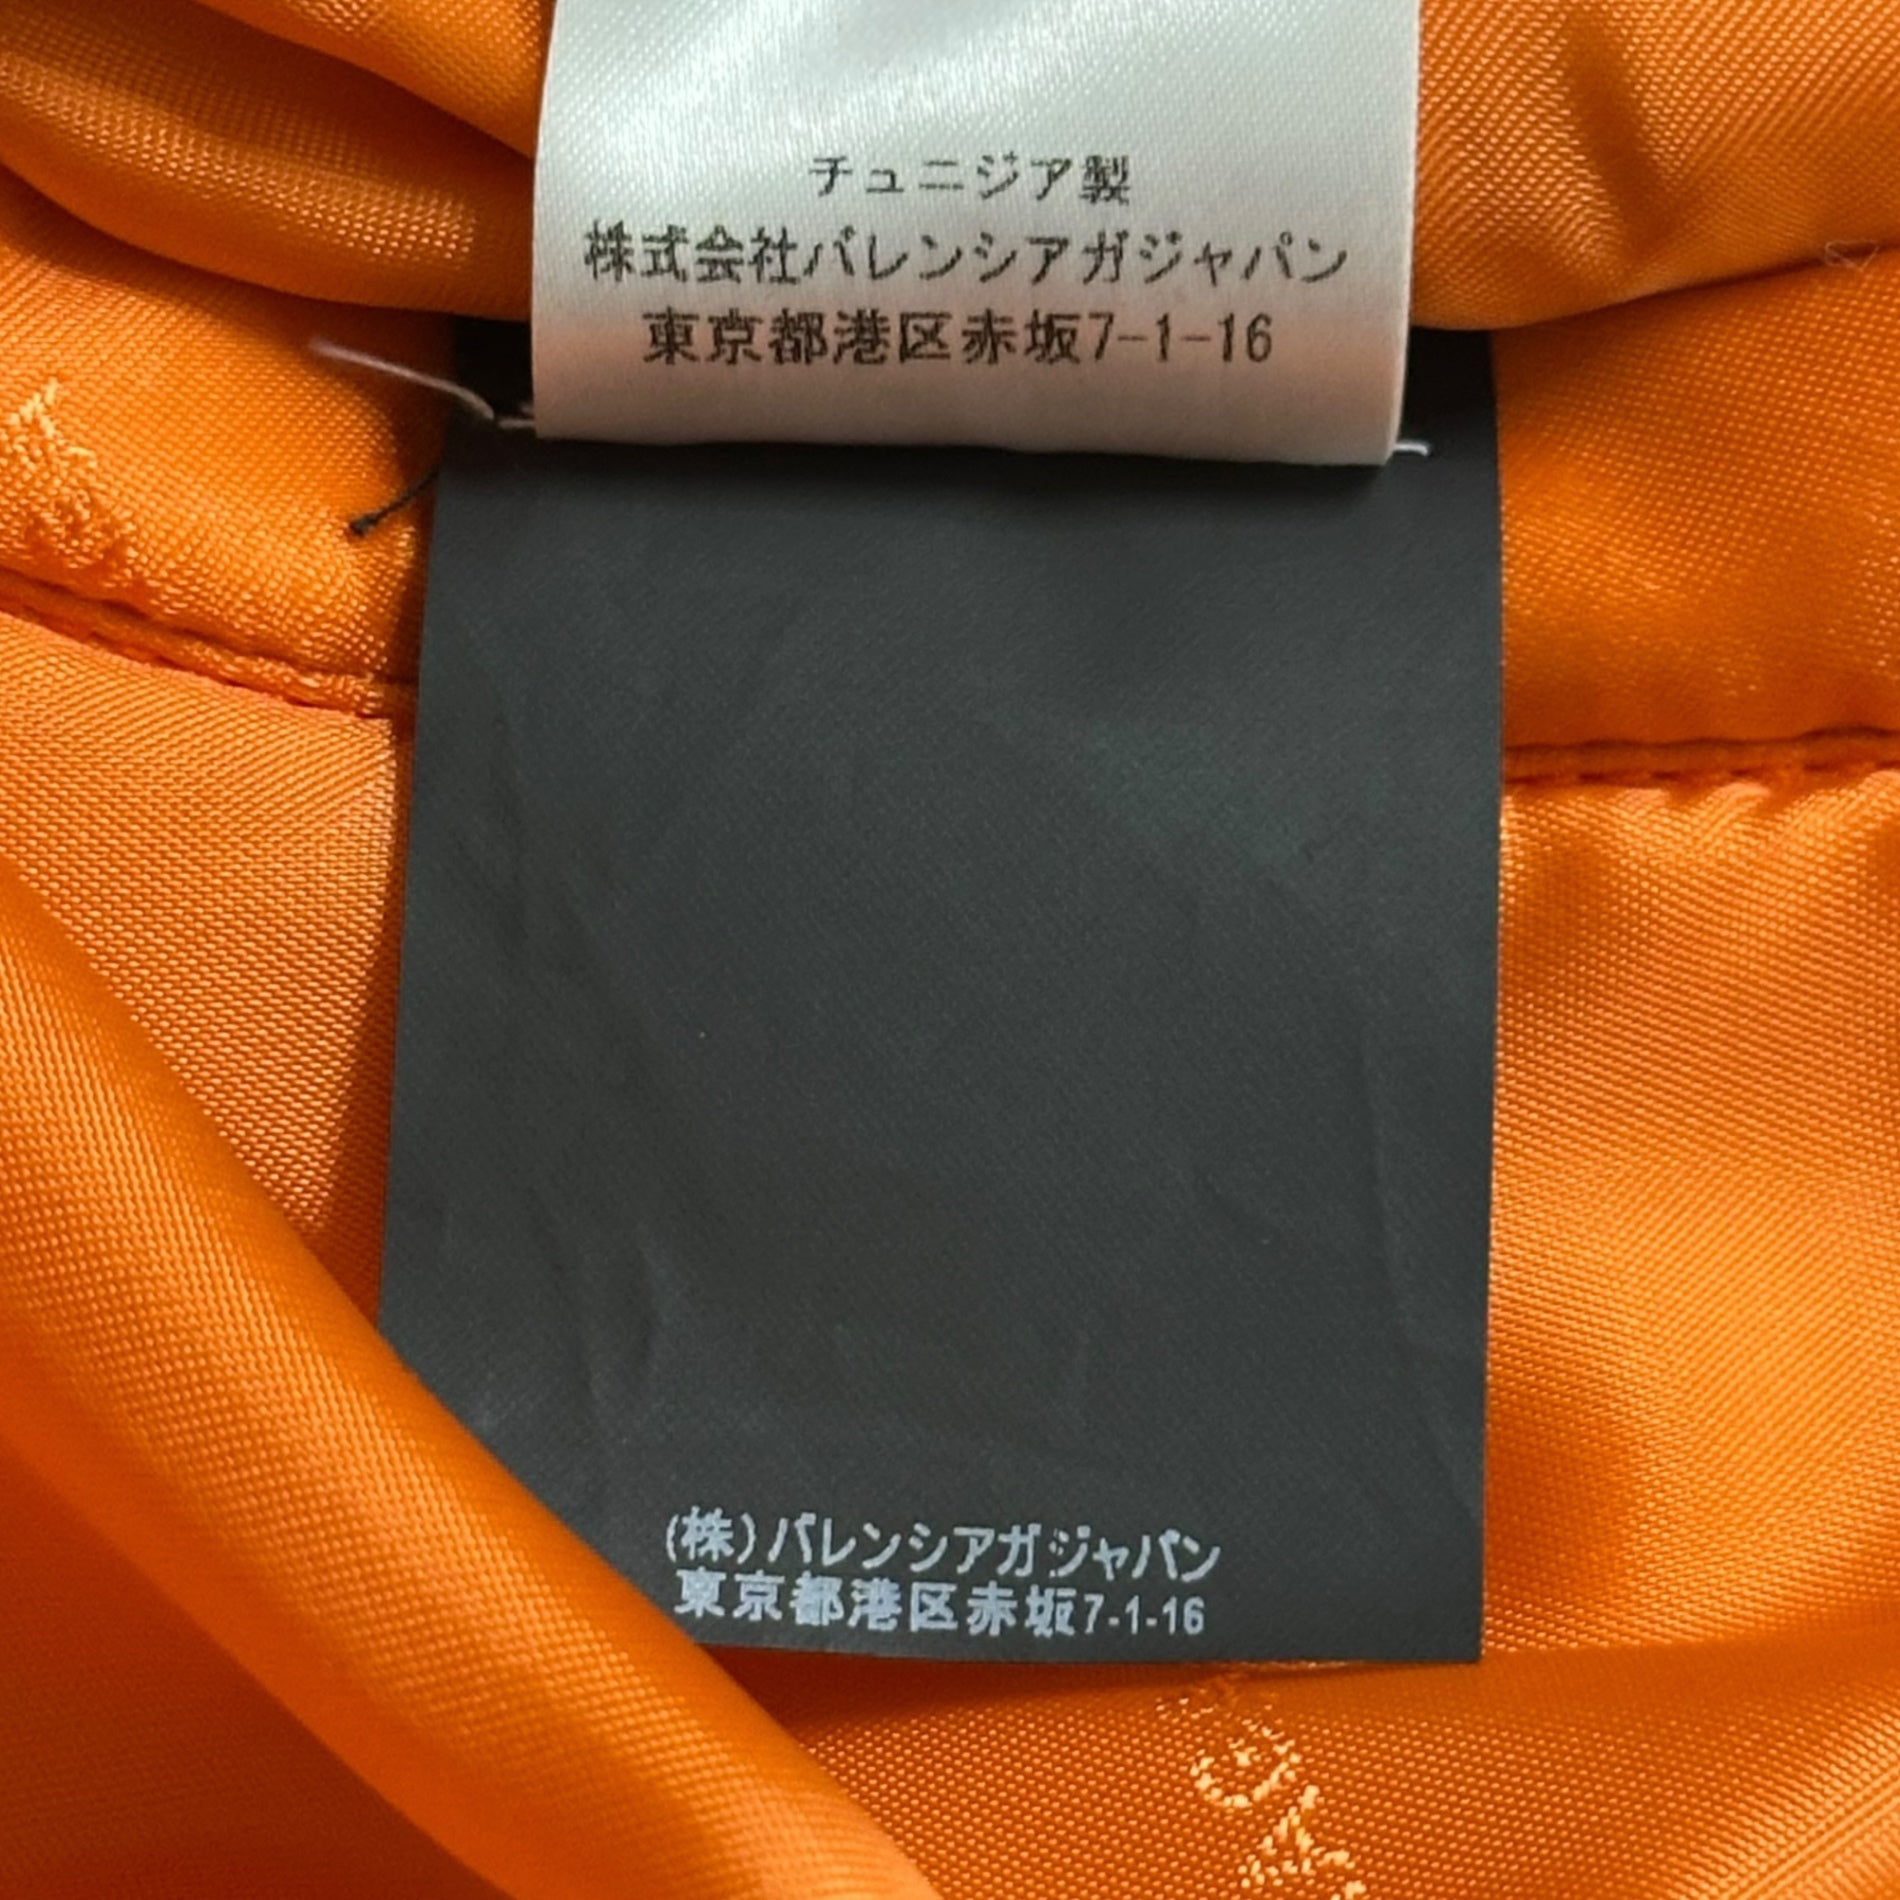 チュニジア製
株式会社バレンシアガジャパン
東京都港区赤坂7-1-16
(株)バレンシアガジャパン
東京都港区赤坂7-1-16